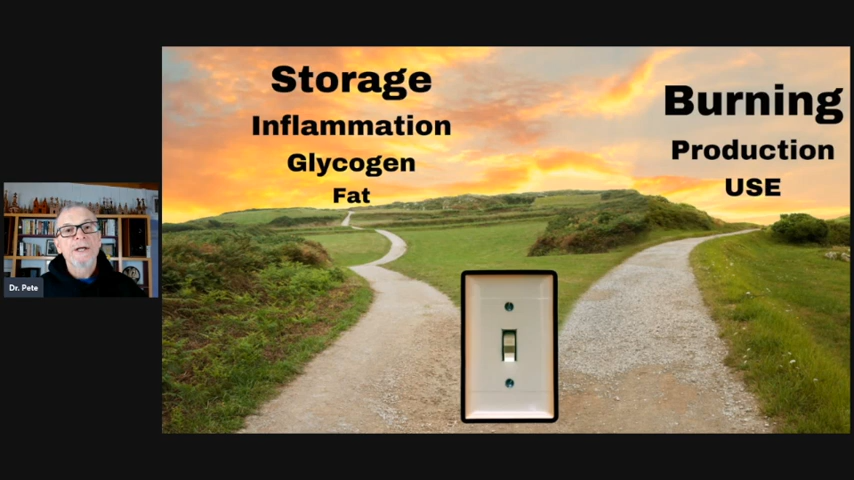 Storage
Inflammation
Glycogen
Fat
Burning
Production
USE
Dr. Pete